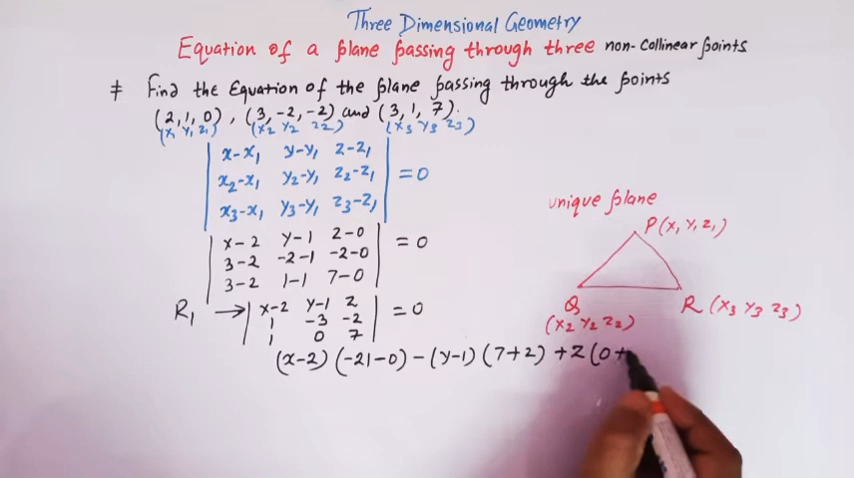 Three Dimensional Geometry
Equation of a plane passing through three non-collinear points
# Find the Equation of the plane passing through the points
(2, 1, 0), (3, -2, -2) and (3, 1, 7).
(x₁ y₁ z₁) (x₂ y₂ z₂) (x₃ y₃ z₃)
| x-x₁ y-y₁ z-z₁ |
| x₂-x₁ y₂-y₁ z₂-z₁ | = 0
| x₃-x₁ y₃-y₁ z₃-z₁ |
| x-2 y-1 z-0 |
| 3-2 -2-1 -2-0 | = 0
| 3-2 1-1 7-0 |
R₁ → | x-2 y-1 z | = 0
| 1 -3 -2 |
| 1 0 7 |
(x-2) (-21-0) - (y-1) (7+2) + z (0+
unique plane
P(x₁ y₁ z₁)
Q
(x₂ y₂ z₂)
R (x₃ y₃ z₃)